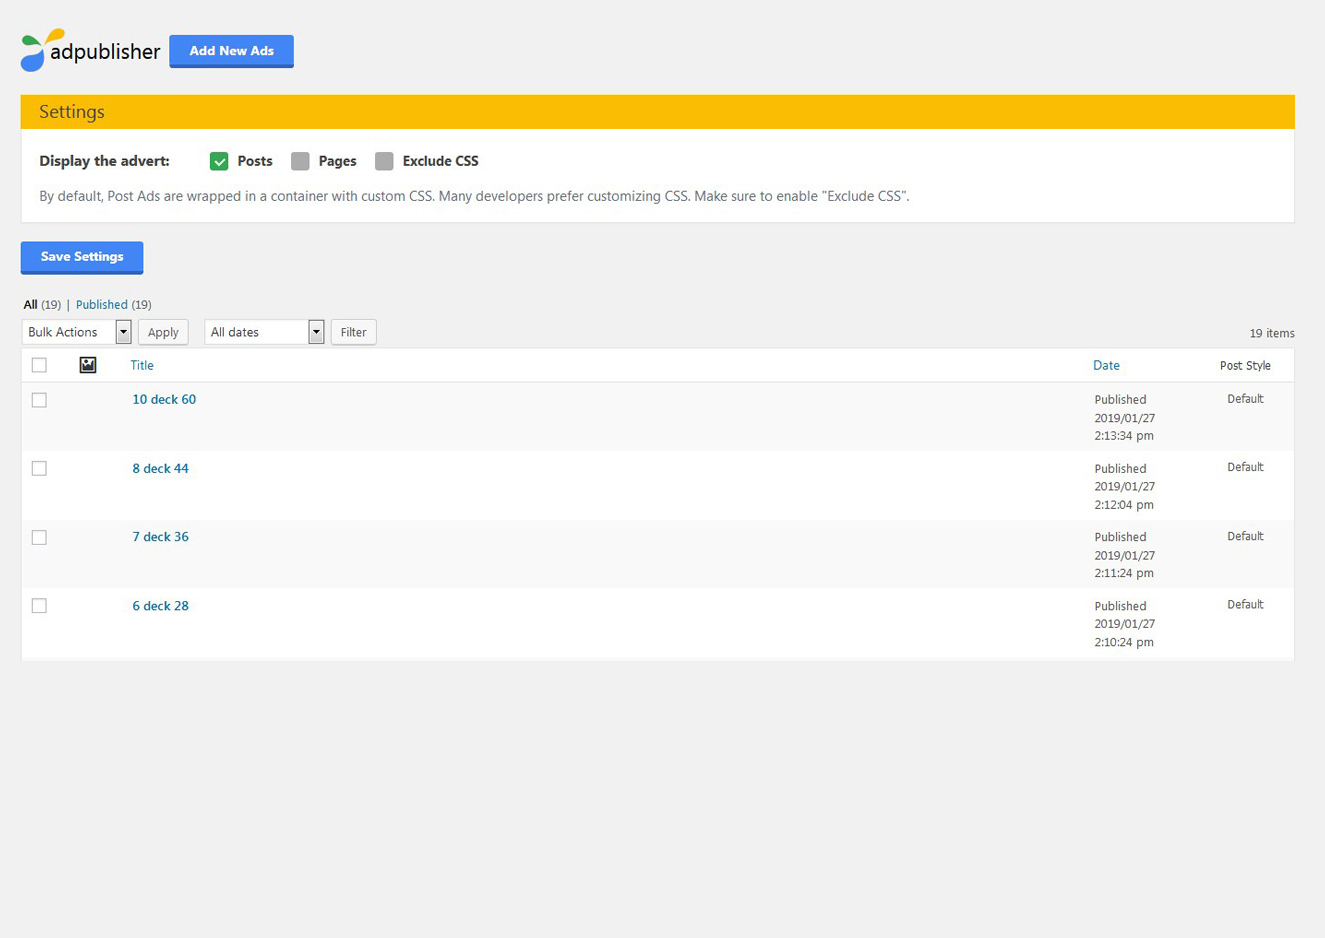 adpublisher
Add New Ads
Settings
Display the advert: Posts Pages Exclude CSS
By default, Post Ads are wrapped in a container with custom CSS. Many developers prefer customizing CSS. Make sure to enable "Exclude CSS".
Save Settings
All (19) | Published (19)
Bulk Actions Apply All dates Filter 19 items
Title Date Post Style
10 deck 60 Published Default
2019/01/27
2:13:34 pm
8 deck 44 Published Default
2019/01/27
2:12:04 pm
7 deck 36 Published Default
2019/01/27
2:11:24 pm
6 deck 28 Published Default
2019/01/27
2:10:24 pm